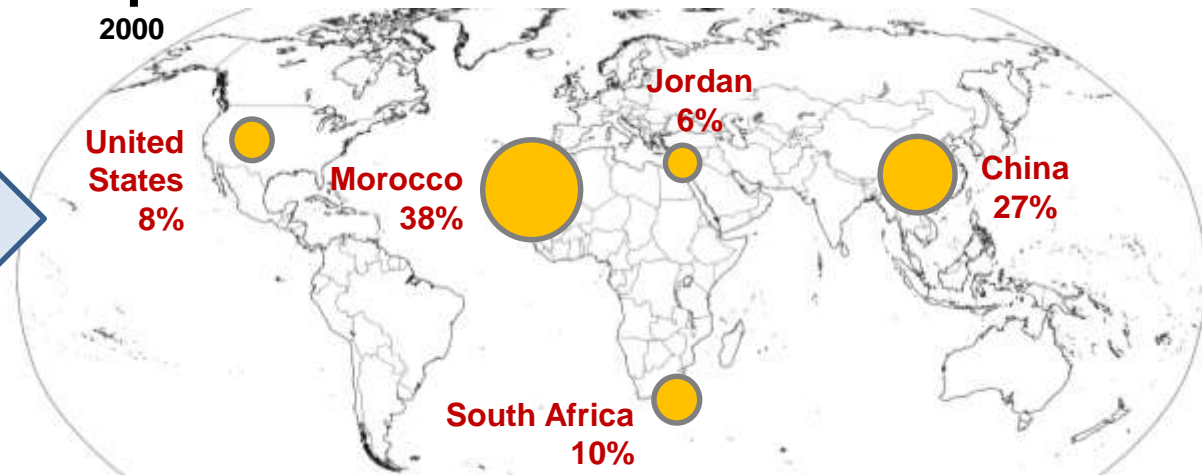 2000
Jordan
6%
United
States
8%
Morocco
38%
China
27%
South Africa
10%